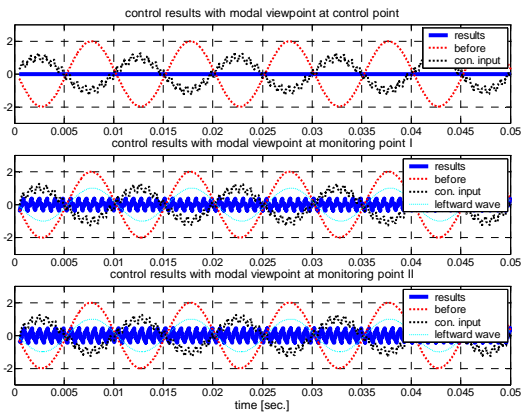 control results with modal viewpoint at control point
2
0
-2
results
before
con. input
0 0.005 0.01 0.015 0.02 0.025 0.03 0.035 0.04 0.045 0.05
control results with modal viewpoint at monitoring point I
2
0
-2
results
before
con. input
leftward wave
0 0.005 0.01 0.015 0.02 0.025 0.03 0.035 0.04 0.045 0.05
control results with modal viewpoint at monitoring point II
2
0
-2
results
before
con. input
leftward wave
0 0.005 0.01 0.015 0.02 0.025 0.03 0.035 0.04 0.045 0.05
time [sec.]